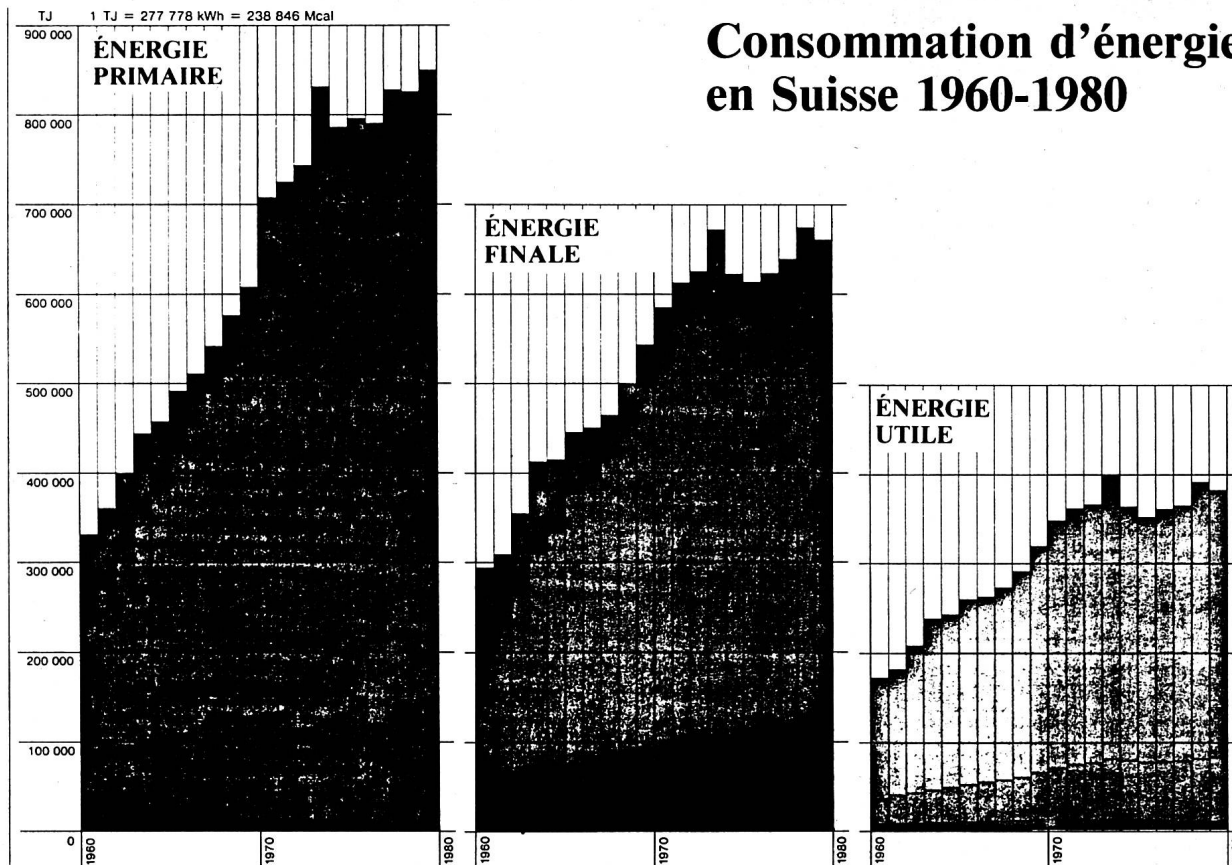 TJ 1 TJ = 277 778 kWh = 238 846 Mcal
Consommation d'énergie
en Suisse 1960-1980
ÉNERGIE
PRIMAIRE
900 000
800 000
700 000
600 000
500 000
400 000
300 000
200 000
100 000
0
1960
1970
1980
ÉNERGIE
FINALE
1960
1970
1980
ÉNERGIE
UTILE
1960
1970